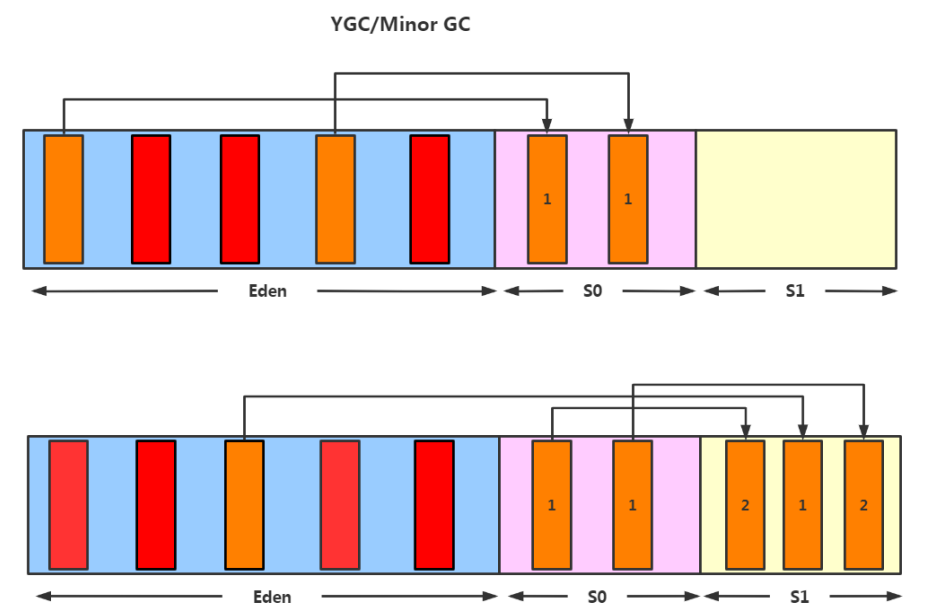 YGC/Minor GC
1 1
Eden S0 S1
1 1 2 1 2
Eden S0 S1